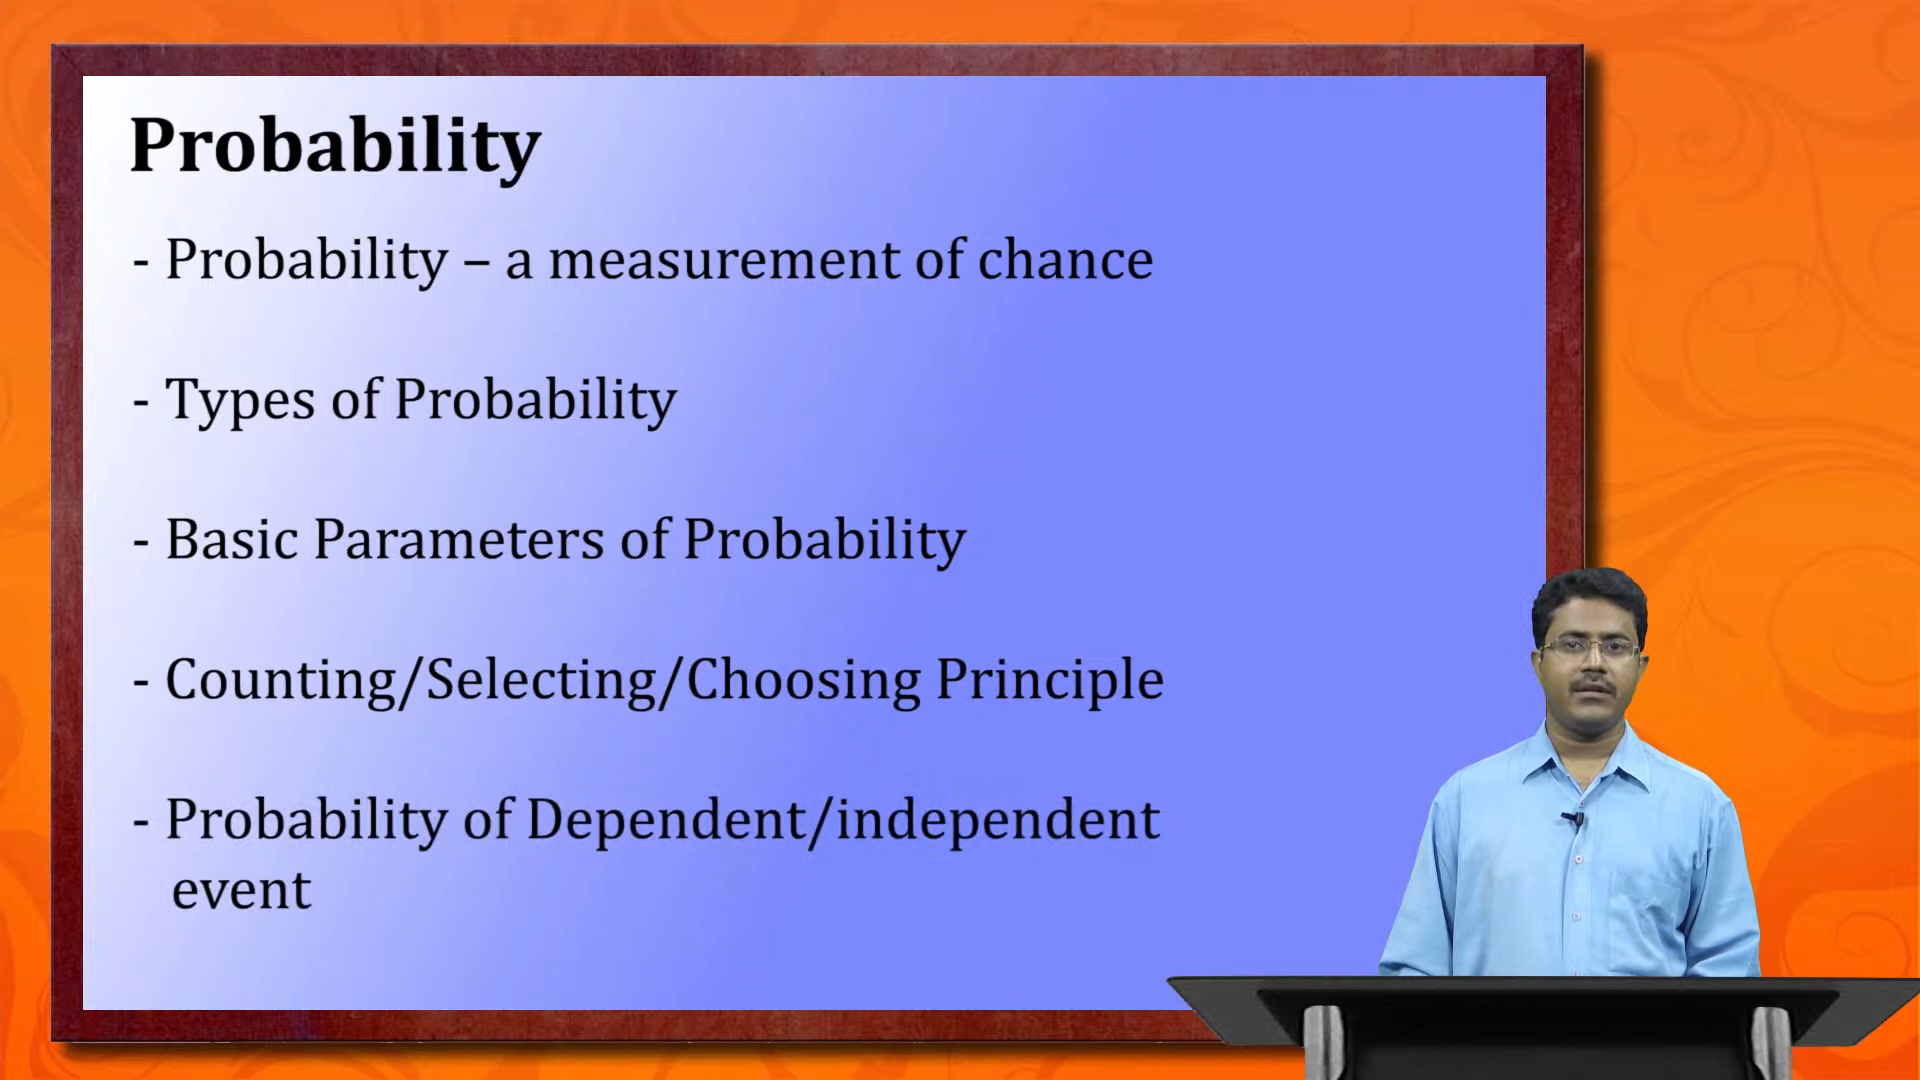 Probability
- Probability – a measurement of chance
- Types of Probability
- Basic Parameters of Probability
- Counting/Selecting/Choosing Principle
- Probability of Dependent/independent
event